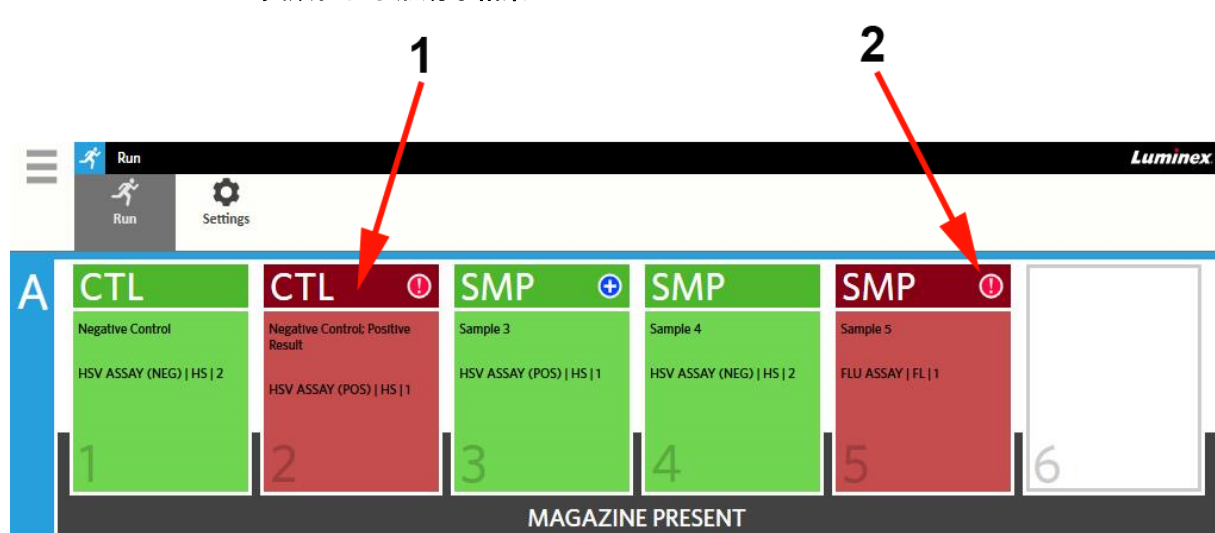 1
2
Run
Luminex
Run
Settings
A
CTL
CTL
SMP
SMP
SMP
Negative Control
Negative Control; Positive
Result
Sample 3
Sample 4
Sample 5
HSV ASSAY (NEG) | HS | 2
HSV ASSAY (POS) | HS | 1
HSV ASSAY (POS) | HS | 1
HSV ASSAY (NEG) | HS | 2
FLU ASSAY | FL | 1
1
2
3
4
5
6
MAGAZINE PRESENT